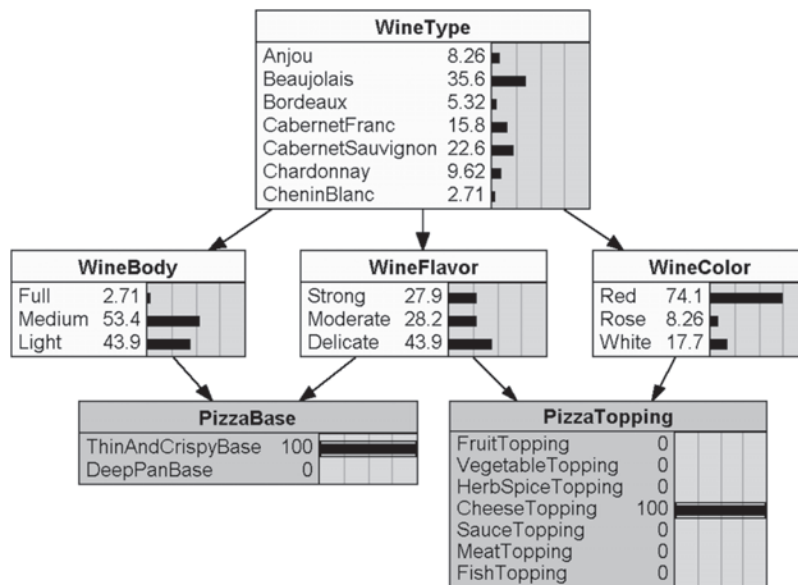 WineType
Anjou 8.26
Beaujolais 35.6
Bordeaux 5.32
CabernetFranc 15.8
CabernetSauvignon 22.6
Chardonnay 9.62
CheninBlanc 2.71
WineBody
Full 2.71
Medium 53.4
Light 43.9
WineFlavor
Strong 27.9
Moderate 28.2
Delicate 43.9
WineColor
Red 74.1
Rose 8.26
White 17.7
PizzaBase
ThinAndCrispyBase 100
DeepPanBase 0
PizzaTopping
FruitTopping 0
VegetableTopping 0
HerbSpiceTopping 0
CheeseTopping 100
SauceTopping 0
MeatTopping 0
FishTopping 0